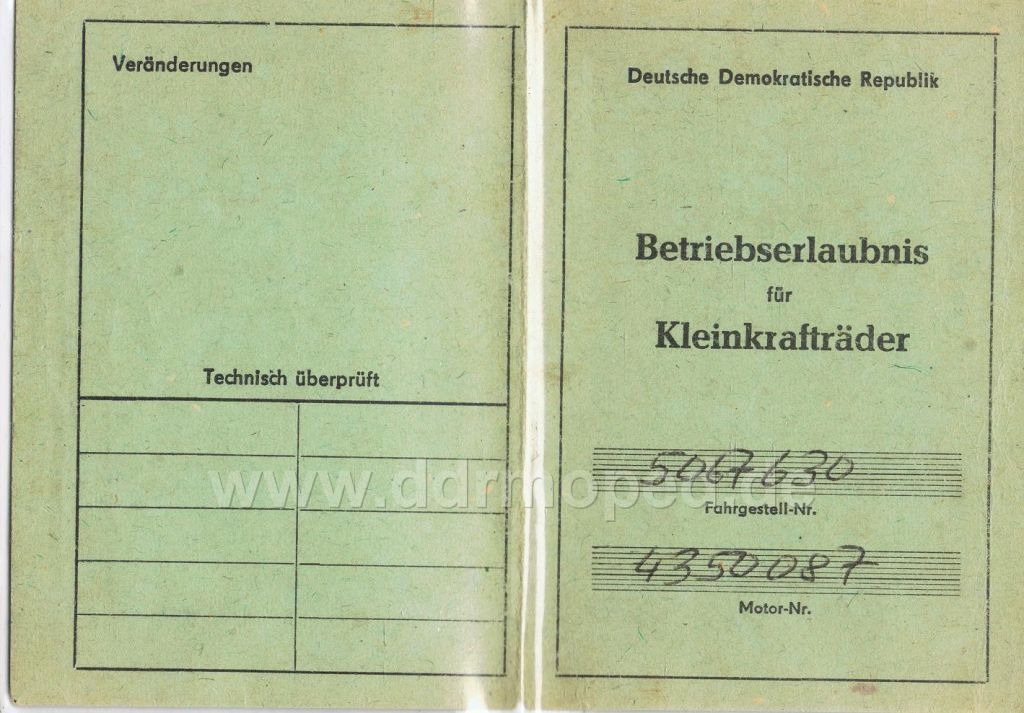 Veränderungen
Technisch überprüft
Deutsche Demokratische Republik
Betriebserlaubnis
für
Kleinkrafträder
5067630
Fahrgestell-Nr.
4350087
Motor-Nr.
www.ddrmoped.de